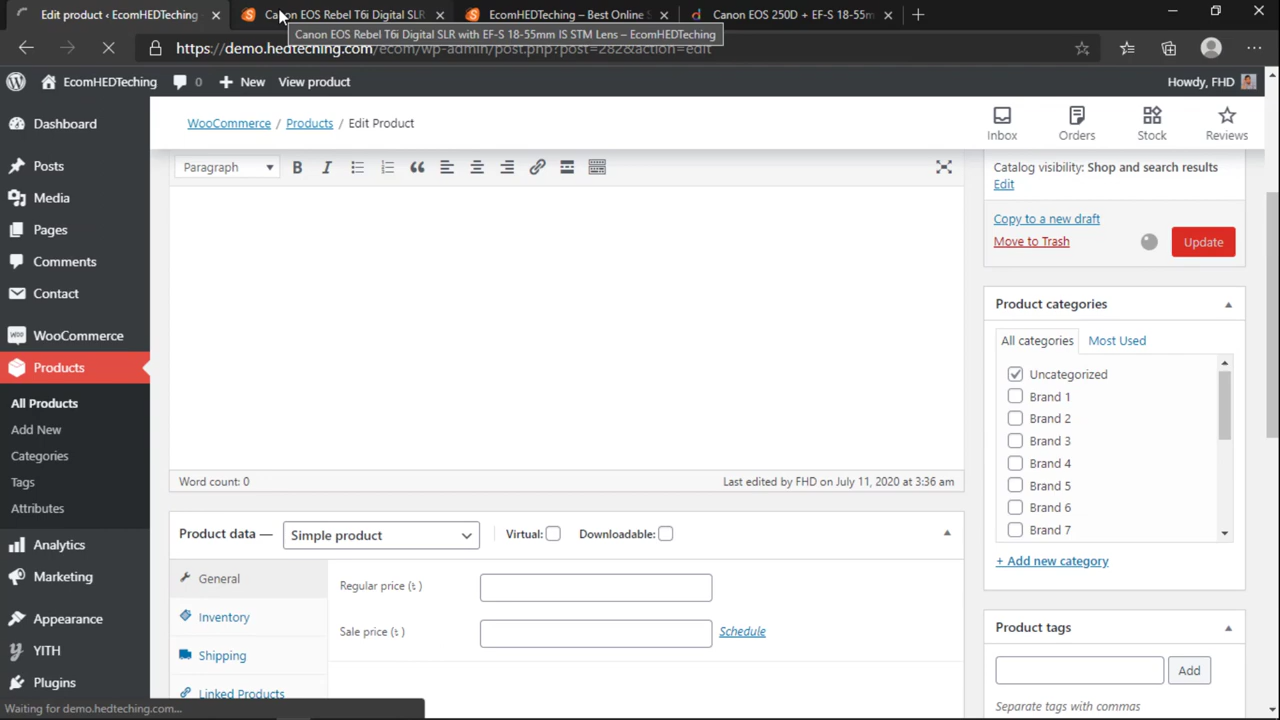 Edit product ‹ EcomHEDTeching
Canon EOS Rebel T6i Digital SLR
EcomHEDTeching – Best Online S
Canon EOS 250D + EF-S 18-55m
Canon EOS Rebel T6i Digital SLR with EF-S 18-55mm IS STM Lens – EcomHEDTeching
https://demo.hedteching.com/ecom/wp-admin/post.php?post=282&action=edit
EcomHEDTeching
0
New
View product
Howdy, FHD
Dashboard
Posts
Media
Pages
Comments
Contact
Woo
WooCommerce
Products
All Products
Add New
Categories
Tags
Attributes
Analytics
Marketing
Appearance
YITH
Plugins
WooCommerce / Products / Edit Product
Inbox
Orders
Stock
Reviews
Paragraph
B
I
Word count: 0
Last edited by FHD on July 11, 2020 at 3:36 am
Product data —
Simple product
Virtual:
Downloadable:
General
Inventory
Shipping
Linked Products
Regular price (৳ )
Sale price (৳ )
Schedule
Catalog visibility: Shop and search results
Edit
Copy to a new draft
Move to Trash
Update
Product categories
All categories
Most Used
Uncategorized
Brand 1
Brand 2
Brand 3
Brand 4
Brand 5
Brand 6
Brand 7
+ Add new category
Product tags
Add
Separate tags with commas
Waiting for demo.hedteching.com...